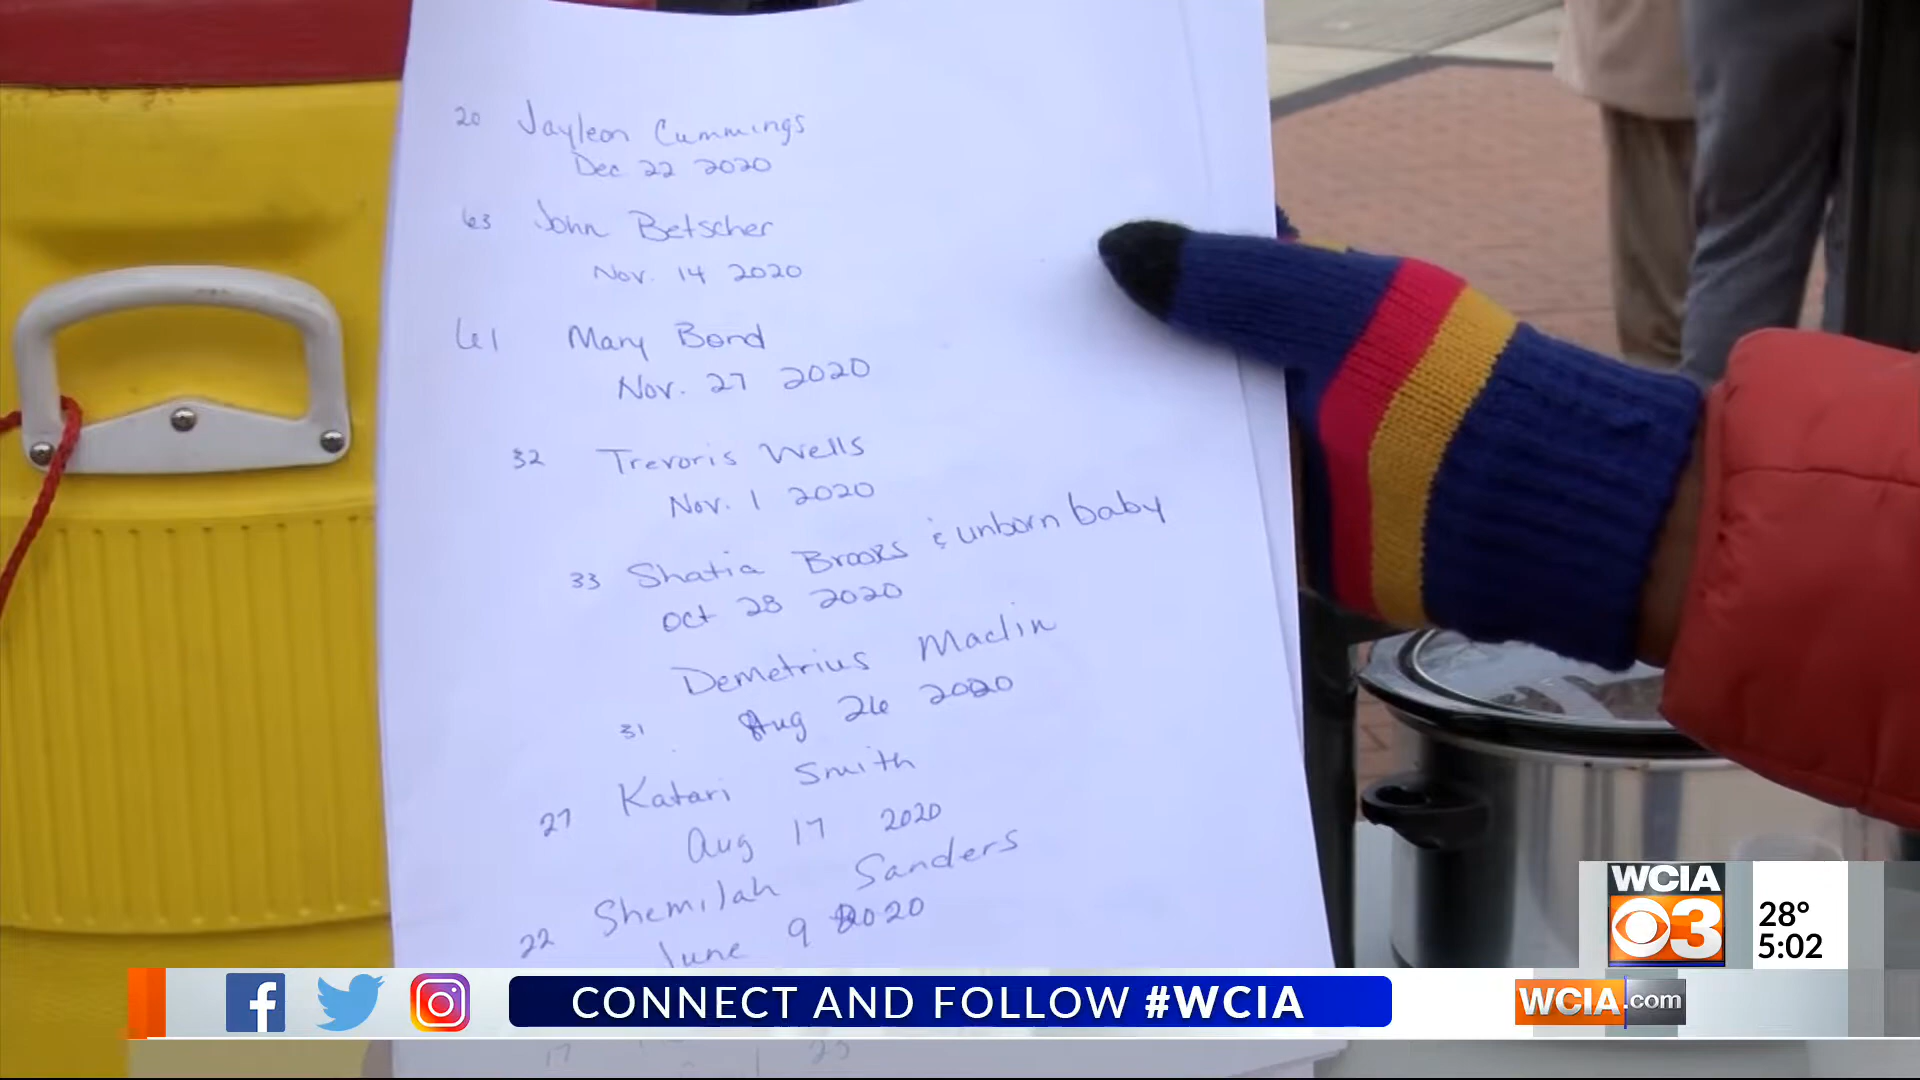 20 Jayleon Cummings
Dec 22 2020
63 John Betscher
Nov. 14 2020
61 Mary Bond
Nov. 27 2020
32 Trevoris Wells
Nov. 1 2020
33 Shatia Brooks & unborn baby
Oct 28 2020
Demetrius Maclin
31 Aug 26 2020
Katari Smith
27 Aug 17 2020
Shemilah Sanders
22 June 9 2020
17 23
WCIA
3
28°
5:02
CONNECT AND FOLLOW #WCIA
WCIA.com